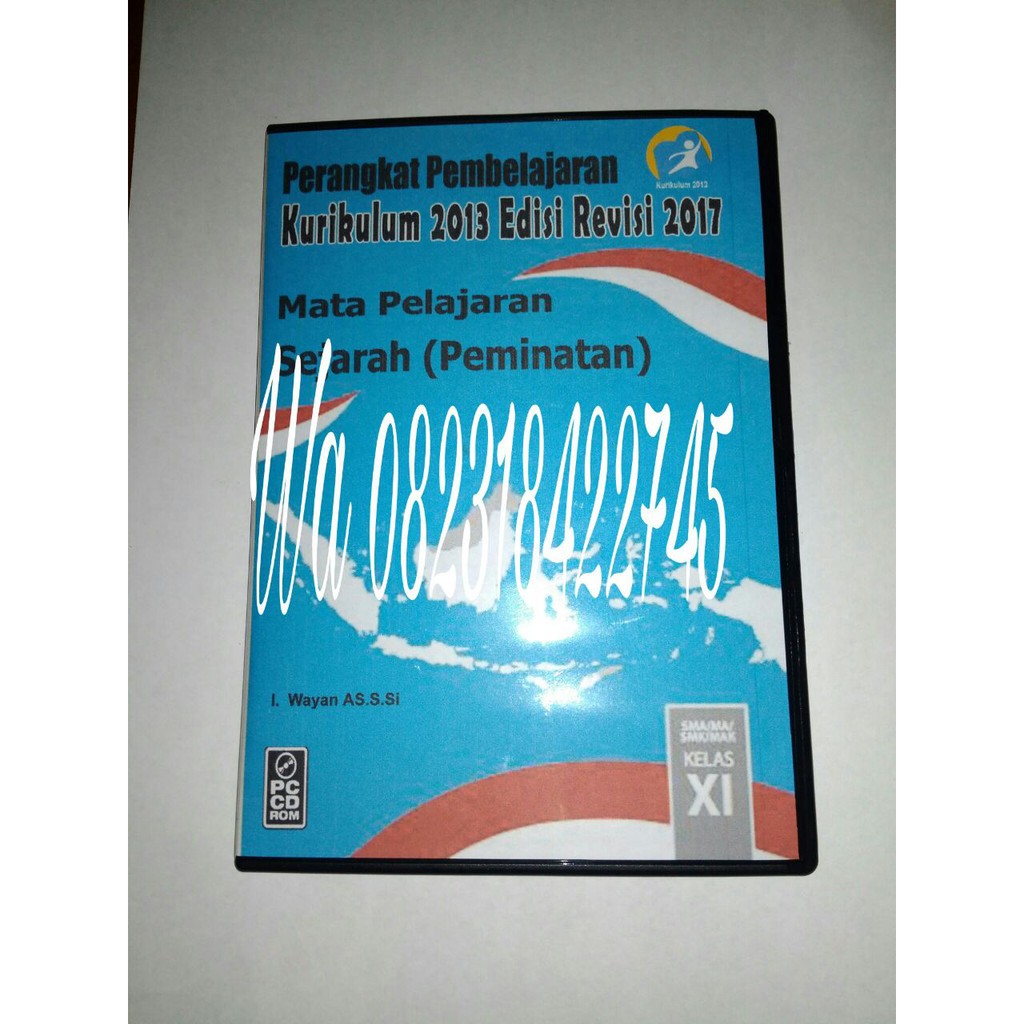 Perangkat Pembelajaran
Kurikulum 2013
Kurikulum 2013 Edisi Revisi 2017
Mata Pelajaran
Sejarah (Peminatan)
Wa 082318422745
I. Wayan AS.S.Si
SMA/MA/
SMK/MAK
KELAS
XI
PC
CD
ROM